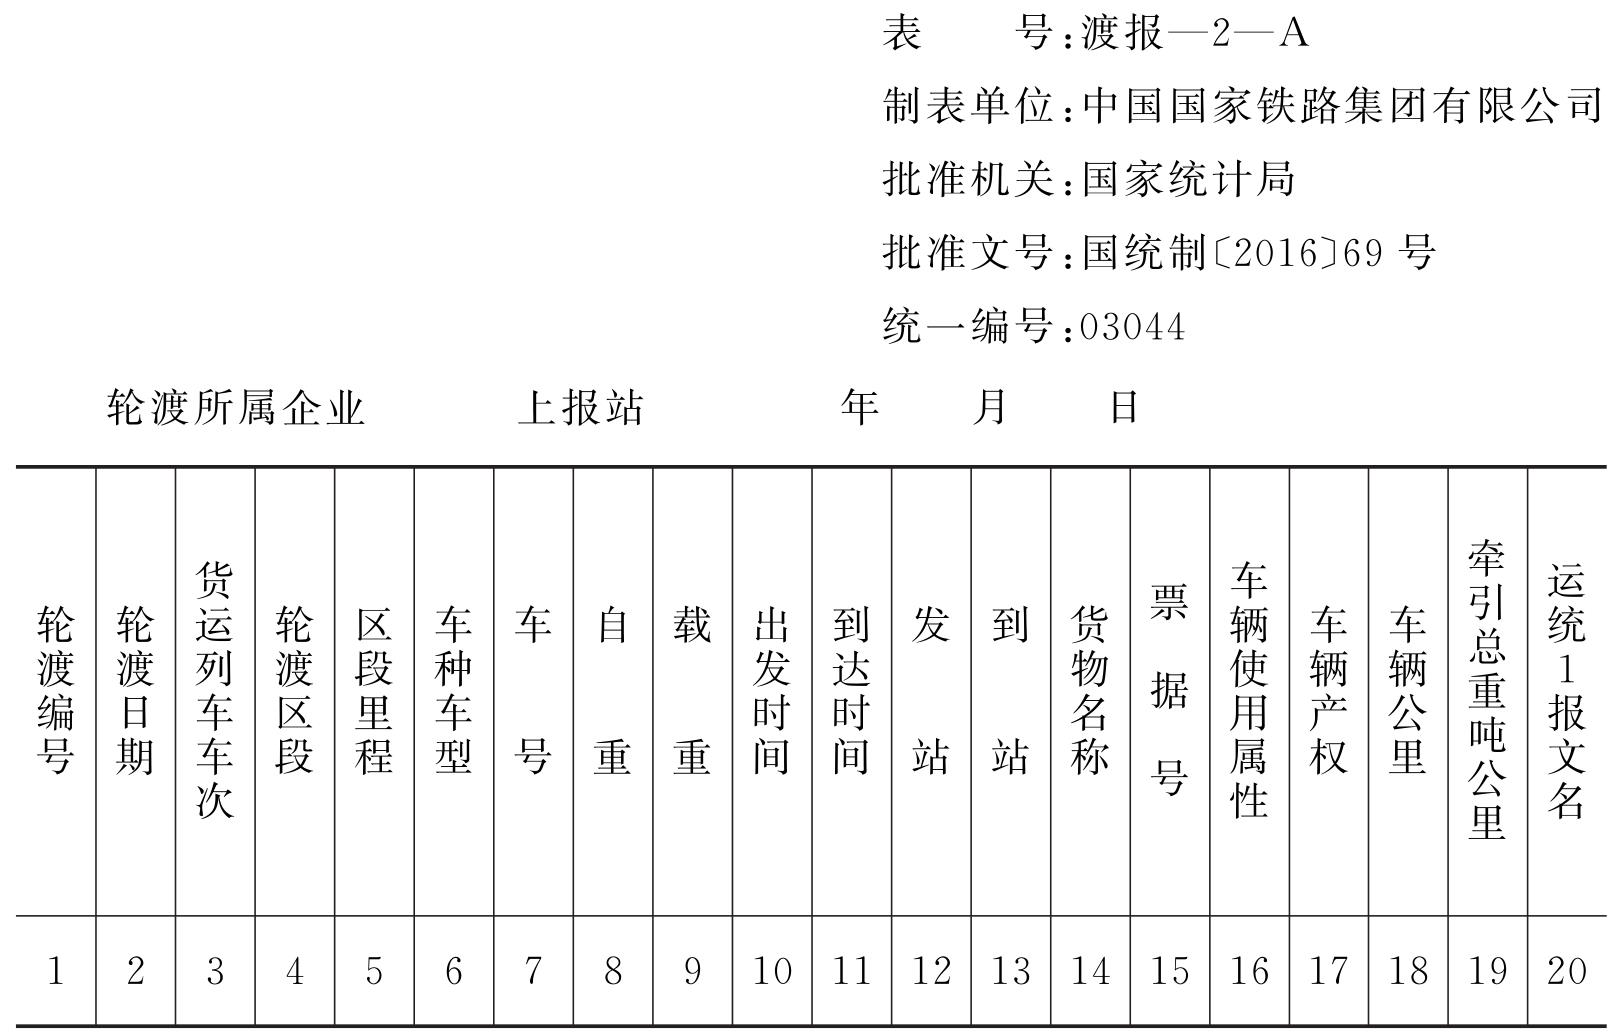 表 号:渡报—2—A
制表单位:中国国家铁路集团有限公司
批准机关:国家统计局
批准文号:国统制〔2016〕69号
统一编号:03044
轮渡所属企业 上报站 年 月 日
轮渡编号
轮渡日期
货运列车车次
轮渡区段
区段里程
车种车型
车号
自重
载重
出发时间
到达时间
发站
到站
货物名称
票据号
车辆使用属性
车辆产权
车辆公里
牵引总重吨公里
运统1报文名
1 2 3 4 5 6 7 8 9 10 11 12 13 14 15 16 17 18 19 20